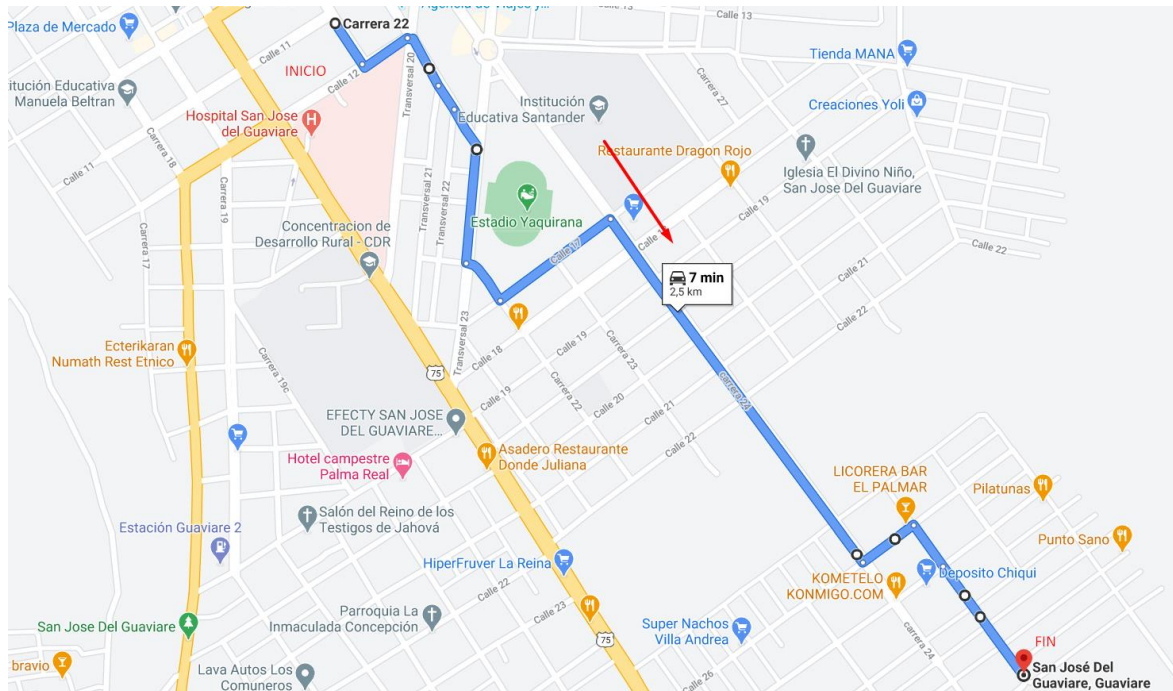 Agencia de Viajes y...
Calle 13
Calle 13
Plaza de Mercado
Carrera 22
Calle 11
Tienda MANA
INICIO
Calle 12
Transversal 20
Carrera 27
itución Educativa
Manuela Beltran
Institución
Educativa Santander
Creaciones Yoli
Hospital San Jose
del Guaviare
Carrera 18
Restaurante Dragon Rojo
Iglesia El Divino Niño,
San Jose Del Guaviare
Calle 11
Transversal 21
Transversal 22
Carrera 19
Calle 19
Estadio Yaquirana
Concentracion de
Desarrollo Rural - CDR
Carrera 17
Calle 17
Calle 22
Calle 21
7 min
2,5 km
Transversal 23
Calle 22
Ecterikaran
Numath Rest Etnico
Calle 18
Calle 19
Carrera 23
Carrera 19c
75
Carrera 22
Carrera 24
Calle 19
Calle 20
Calle 21
EFECTY SAN JOSE
DEL GUAVIARE...
Calle 22
Asadero Restaurante
Donde Juliana
Hotel campestre
Palma Real
LICORERA BAR
EL PALMAR
Pilatunas
Salón del Reino de los
Testigos de Jahová
Estación Guaviare 2
Punto Sano
HiperFruver La Reina
Deposito Chiqui
KOMETELO
KONMIGO.COM
Calle 22
Calle 23
Parroquia La
Inmaculada Concepción
San Jose Del Guaviare
Super Nachos
Villa Andrea
75
carrera 24
FIN
bravio
Lava Autos Los
Comuneros
Calle 26
San José Del
Guaviare, Guaviare